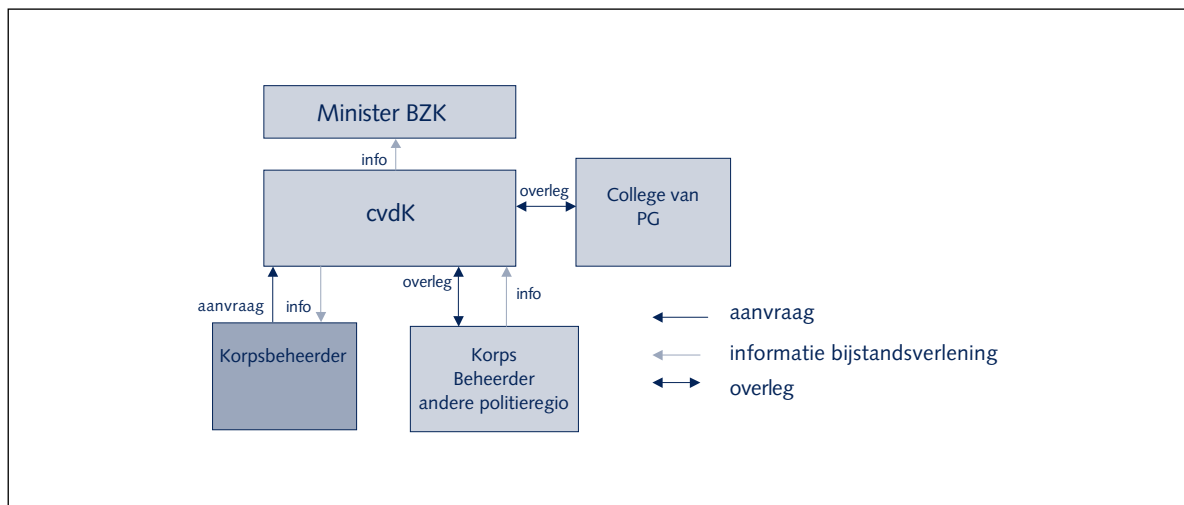 Minister BZK
info
cvdK
overleg
College van
PG
aanvraag
info
overleg
info
Korpsbeheerder
Korps
Beheerder
andere politieregio
aanvraag
informatie bijstandsverlening
overleg